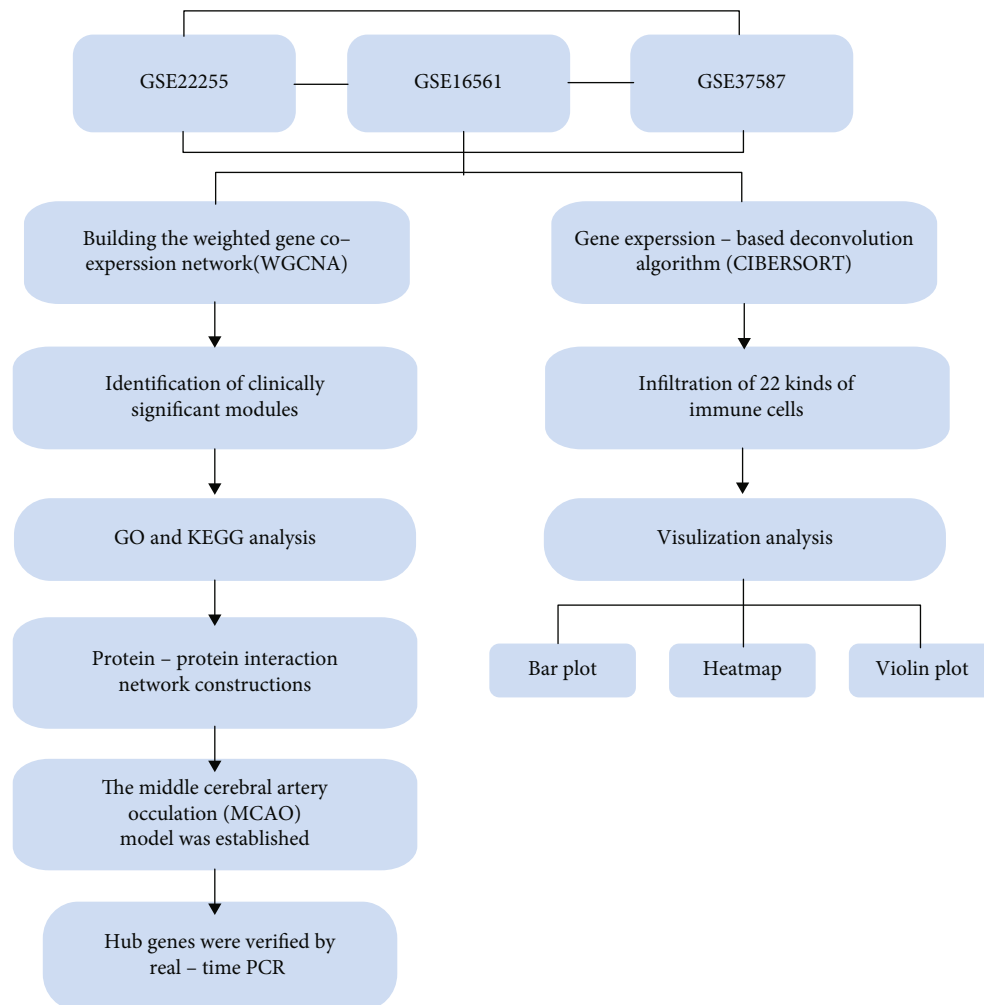 GSE22255
GSE16561
GSE37587
Building the weighted gene co–
experssion network(WGCNA)
Identification of clinically
significant modules
GO and KEGG analysis
Protein – protein interaction
network constructions
The middle cerebral artery
occulation (MCAO)
model was established
Hub genes were verified by
real – time PCR
Gene experssion – based deconvolution
algorithm (CIBERSORT)
Infiltration of 22 kinds of
immune cells
Visulization analysis
Bar plot
Heatmap
Violin plot